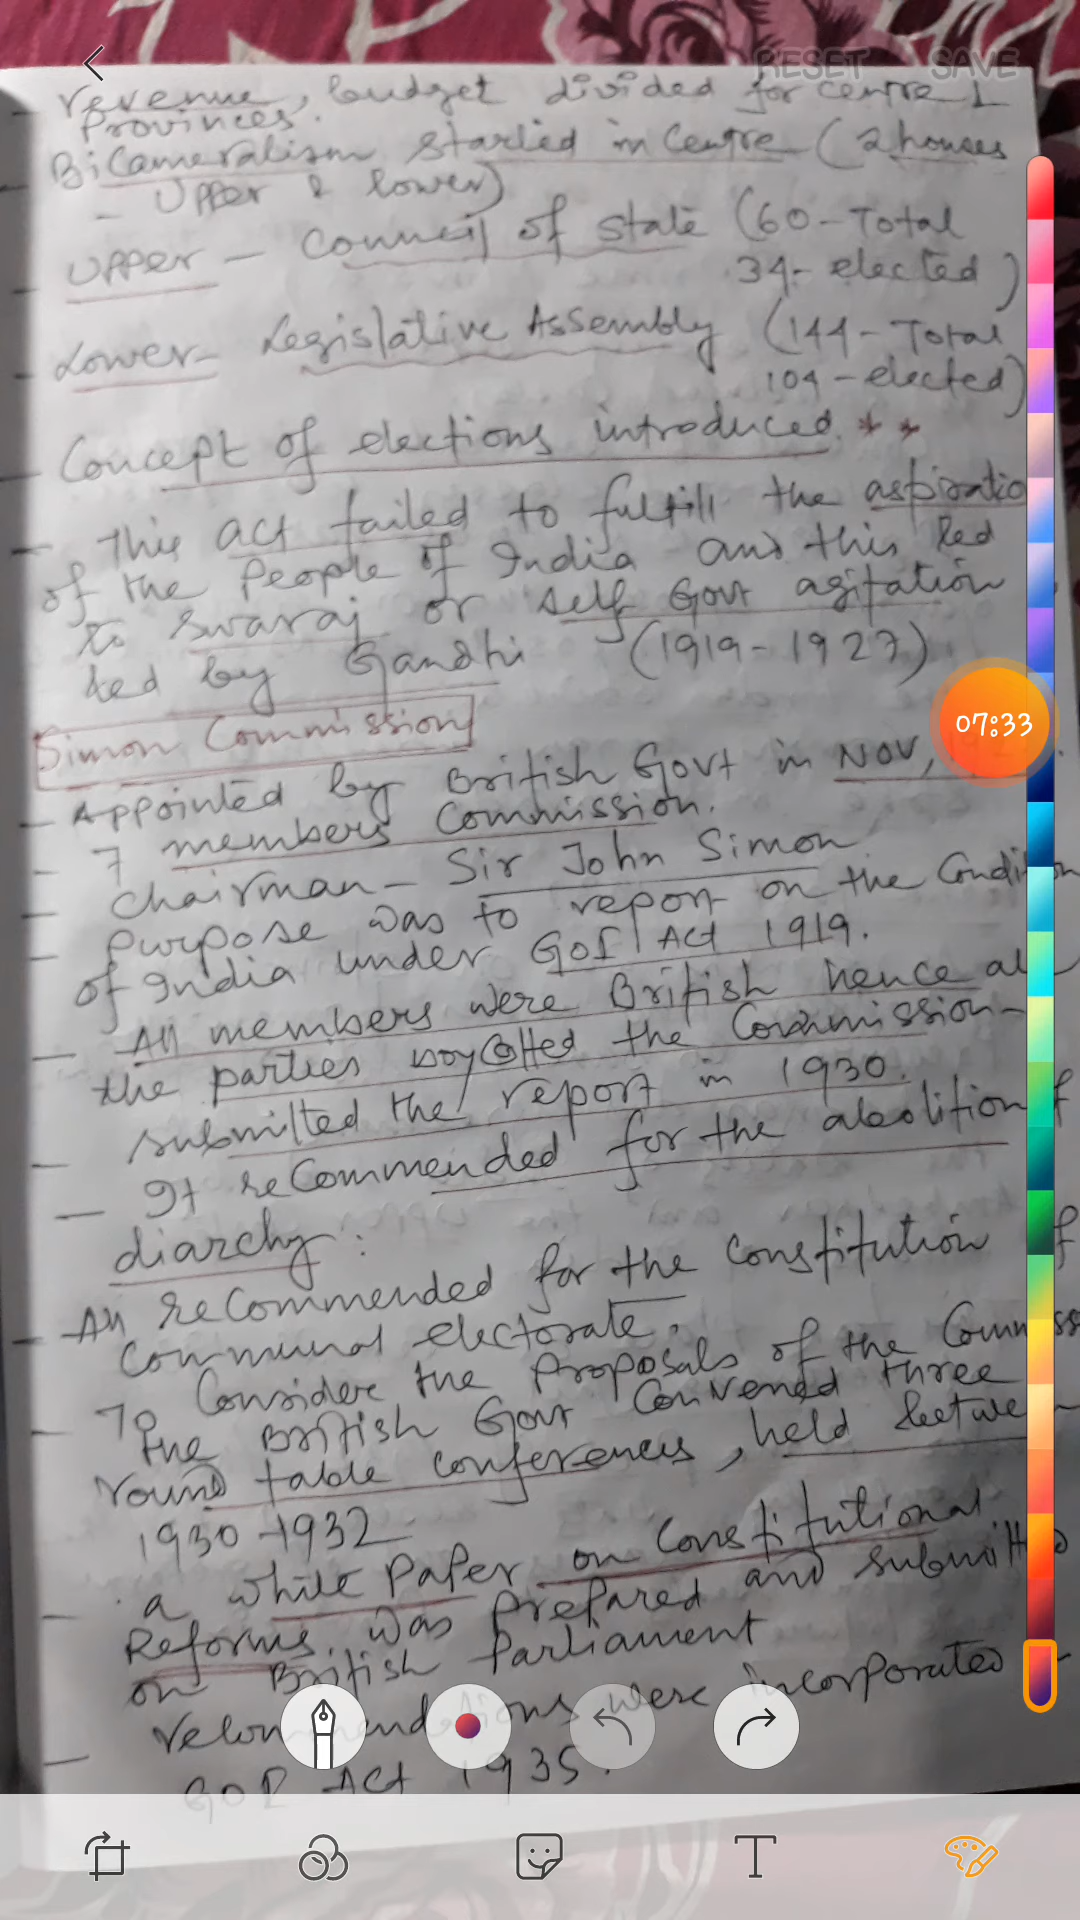 RESET SAVE
revenue, budget divided for centre &
Provinces.
Bicameralism started in Centre (2 houses
- Upper & lower)
UPPER - Council of state (60-Total
34- elected)
Lower- Legislative Assembly (144-Total
104-elected)
Concept of elections introduced. **
- This act failed to fulfill the aspiratio
of the People of India and this led
to swaraj or self Govt agitation
led by Gandhi (1919-1927)
Simon Commission
07:33
- Appointed by British Govt in Nov,
- 7 members Commission.
- Chairman- Sir John Simon
- Purpose was to report on the Condition
of India under GOI Act 1919.
- All members were British hence all
the parties boycotted the Commission-
- submitted the report in 1930.
- It recommended for the abolition of
diarchy.
- recommended for the Constitution of
Communal electorate.
- To Consider the Proposals of the Commiss
the British Govt Convened three
round table conferences, held between
1930-1932
- a white Paper on Constitutional
Reforms. was prepared and submitted
on British Parliament
- were incorporated
GOI Act 1935.
T